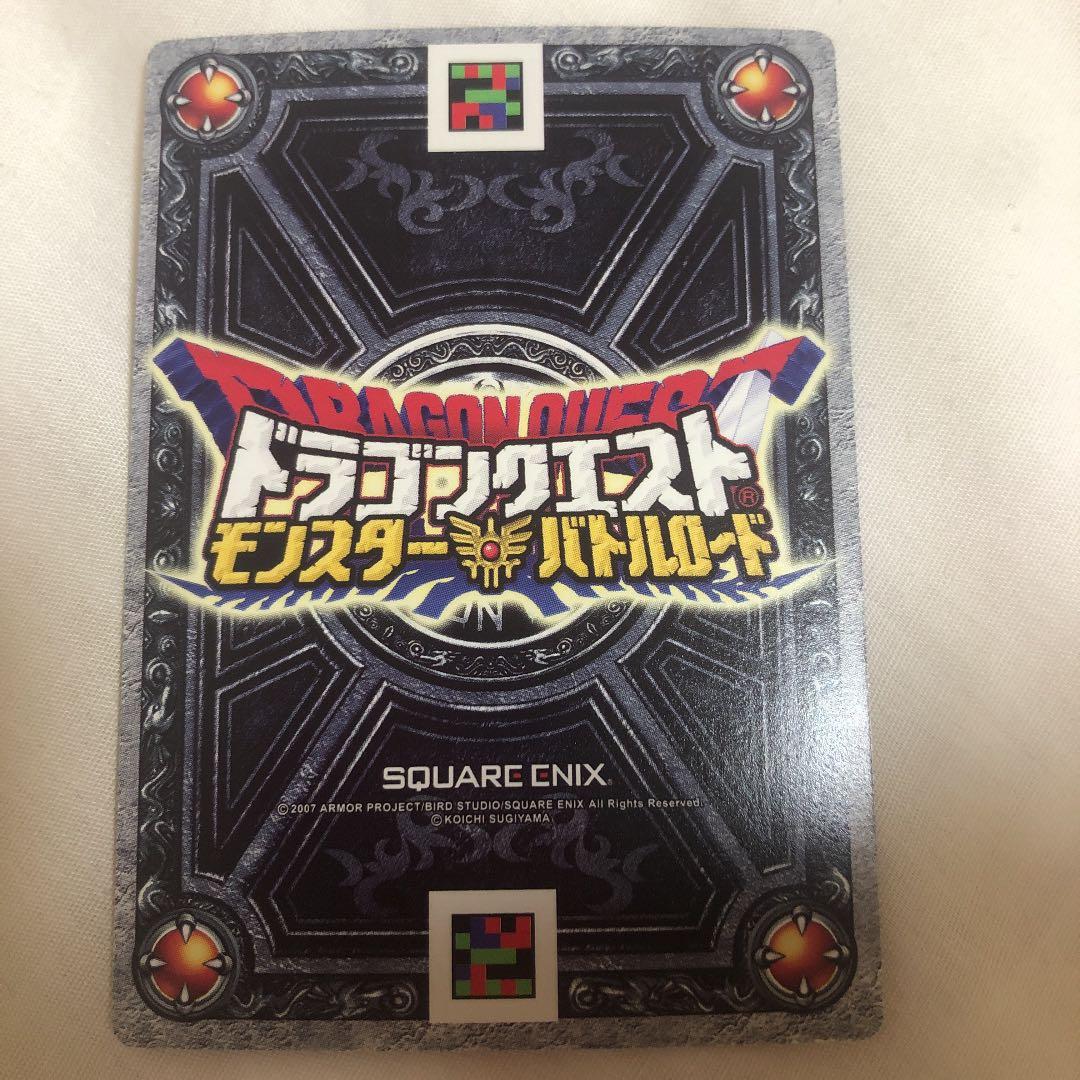 DRAGON QUEST
ドラゴンクエスト®
モンスターバトルロード
SQUARE ENIX®
©2007 ARMOR PROJECT/BIRD STUDIO/SQUARE ENIX All Rights Reserved.
©KOICHI SUGIYAMA